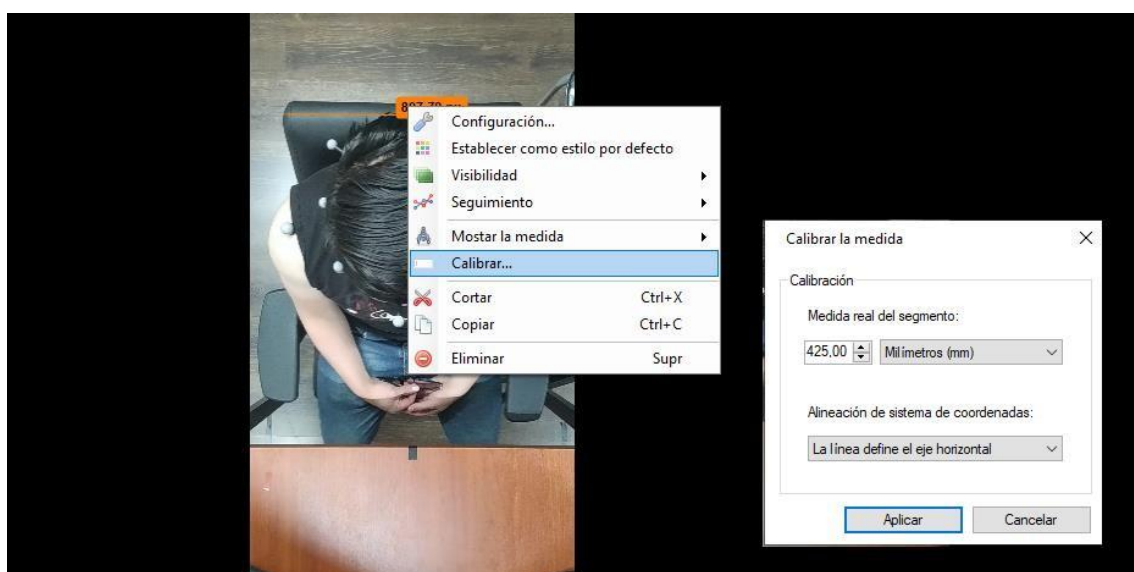 Configuración...
Establecer como estilo por defecto
Visibilidad
Seguimiento
Mostar la medida
Calibrar...
Cortar Ctrl+X
Copiar Ctrl+C
Eliminar Supr
Calibrar la medida
Calibración
Medida real del segmento:
425,00 Milímetros (mm)
Alineación de sistema de coordenadas:
La línea define el eje horizontal
Aplicar Cancelar